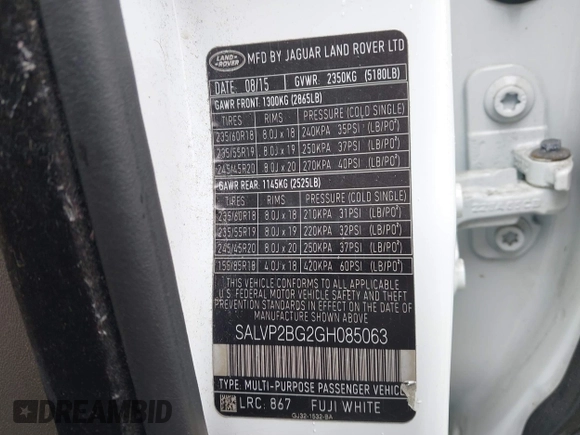 LAND ROVER MFD BY JAGUAR LAND ROVER LTD
DATE: 08/15 GVWR: 2350KG (5180LB)
GAWR FRONT: 1300KG (2865LB)
TIRES RIMS PRESSURE (COLD SINGLE)
235/60R18 8.0J x 18 240KPA 35PSI (LB/PO²)
235/55R19 8.0J x 19 250KPA 37PSI (LB/PO²)
245/45R20 8.0J x 20 270KPA 40PSI (LB/PO²)
GAWR REAR: 1145KG (2525LB)
TIRES RIMS PRESSURE (COLD SINGLE)
235/60R18 8.0J x 18 210KPA 31PSI (LB/PO²)
235/55R19 8.0J x 19 220KPA 32PSI (LB/PO²)
245/45R20 8.0J x 20 250KPA 37PSI (LB/PO²)
155/85R18 4.0J x 18 420KPA 60PSI (LB/PO²)
THIS VEHICLE CONFORMS TO ALL APPLICABLE
U.S. FEDERAL MOTOR VEHICLE SAFETY AND THEFT
PREVENTION STANDARDS IN EFFECT ON THE DATE
OF MANUFACTURE SHOWN ABOVE.
SALVP2BG2GH085063
TYPE: MULTI-PURPOSE PASSENGER VEHICLE
LRC: 867 FUJI WHITE
GJ32-1532-BA
DREAMBID